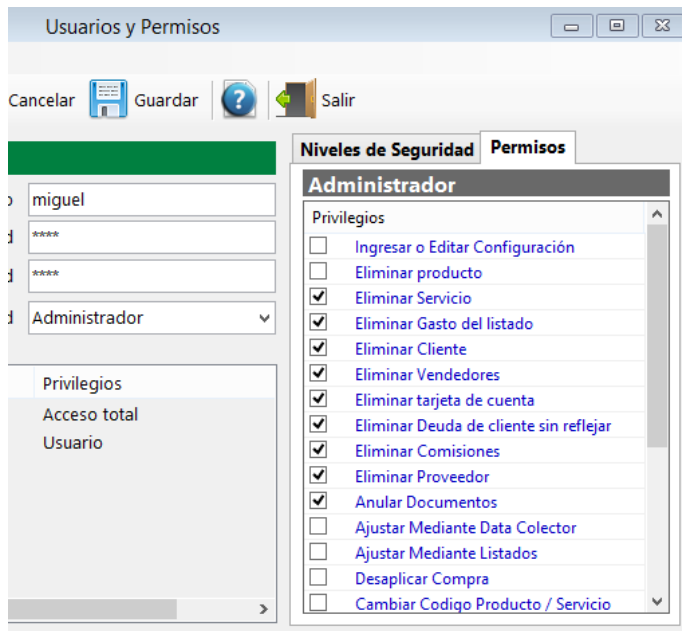 Usuarios y Permisos
Cancelar Guardar ? Salir
Niveles de Seguridad Permisos
Administrador
Privilegios
Ingresar o Editar Configuración
Eliminar producto
Eliminar Servicio
Eliminar Gasto del listado
Eliminar Cliente
Eliminar Vendedores
Eliminar tarjeta de cuenta
Eliminar Deuda de cliente sin reflejar
Eliminar Comisiones
Eliminar Proveedor
Anular Documentos
Ajustar Mediante Data Colector
Ajustar Mediante Listados
Desaplicar Compra
Cambiar Codigo Producto / Servicio
o miguel
d ****
d ****
d Administrador
Privilegios
Acceso total
Usuario